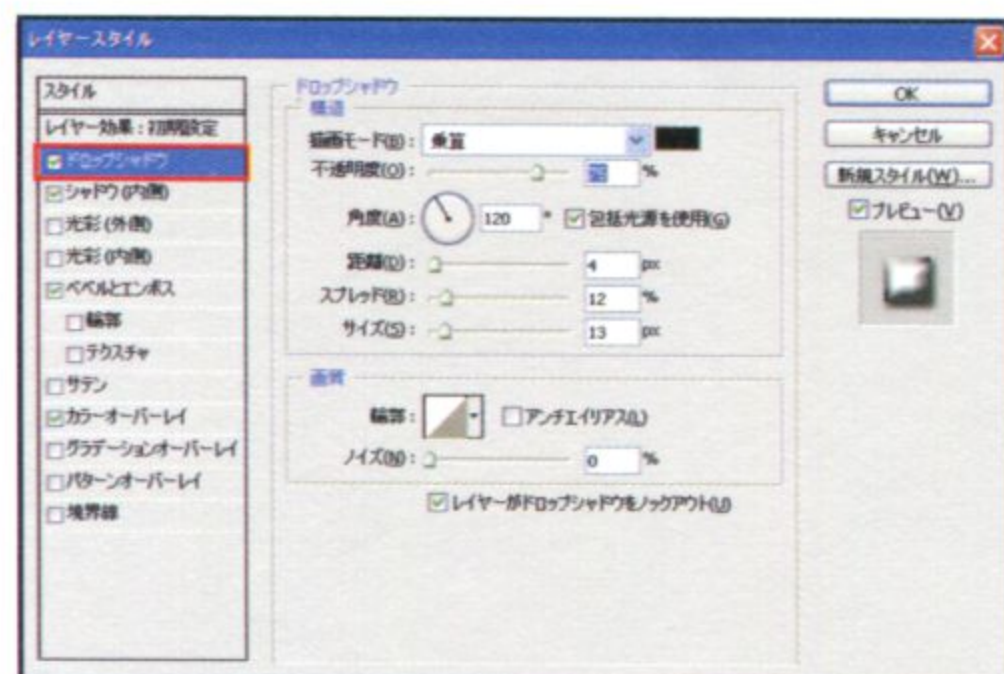 レイヤースタイル
スタイル
レイヤー効果：初期設定
ドロップシャドウ
シャドウ(内側)
光彩(外側)
光彩(内側)
ベベルとエンボス
輪郭
テクスチャ
サテン
カラーオーバーレイ
グラデーションオーバーレイ
パターンオーバーレイ
境界線
ドロップシャドウ
構造
描画モード(B)： 乗算
不透明度(O)： %
角度(A)： 120 ° 包括光源を使用(G)
距離(D)： 4 px
スプレッド(R)： 12 %
サイズ(S)： 13 px
画質
輪郭： アンチエイリアス(L)
ノイズ(N)： 0 %
レイヤーがドロップシャドウをノックアウト(U)
OK
キャンセル
新規スタイル(W)...
プレビュー(V)